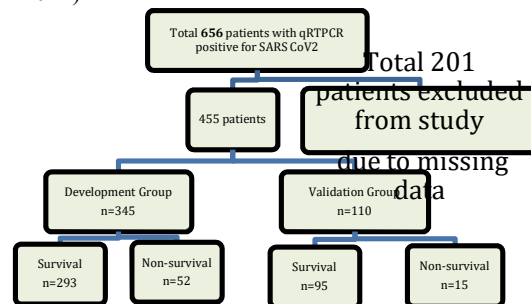 Total 656 patients with qRTPCR
positive for SARS CoV2
Total 201
patients excluded
from study
due to missing
data
455 patients
Development Group
n=345
Validation Group
n=110
Survival
n=293
Non-survival
n=52
Survival
n=95
Non-survival
n=15